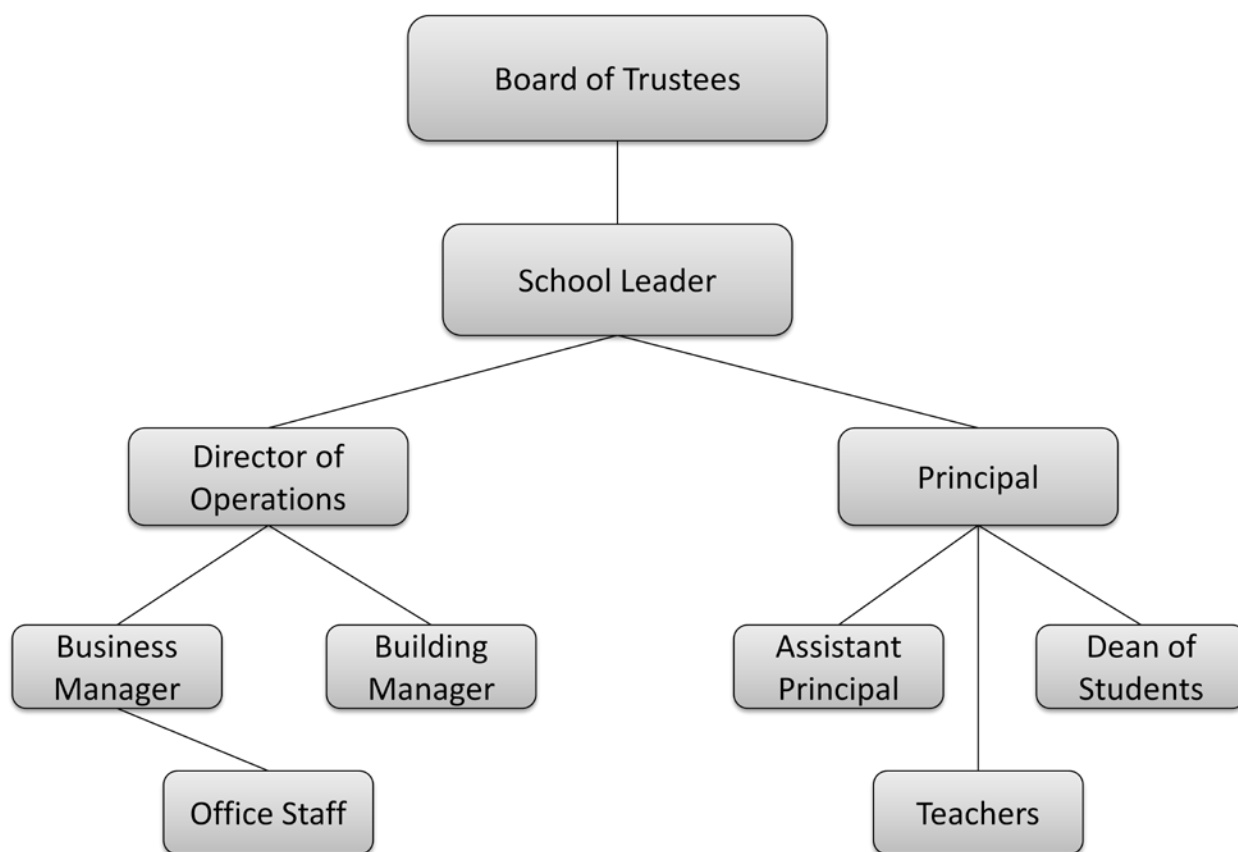 Board of Trustees
School Leader
Director of
Operations
Principal
Business
Manager
Building
Manager
Assistant
Principal
Dean of
Students
Office Staff
Teachers